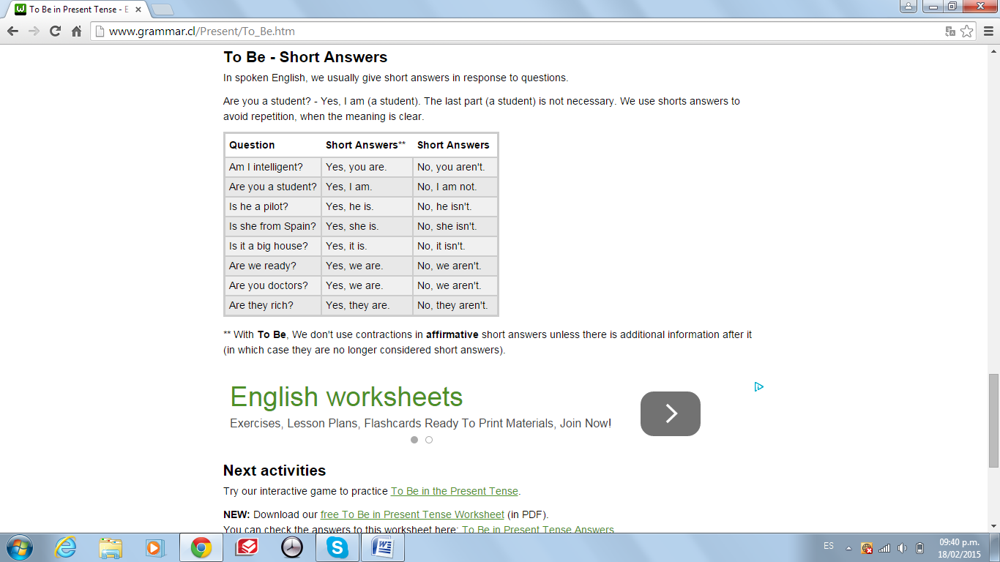 To Be in Present Tense - E
www.grammar.cl/Present/To_Be.htm
To Be - Short Answers
In spoken English, we usually give short answers in response to questions.
Are you a student? - Yes, I am (a student). The last part (a student) is not necessary. We use shorts answers to
avoid repetition, when the meaning is clear.
Question Short Answers** Short Answers
Am I intelligent? Yes, you are. No, you aren't.
Are you a student? Yes, I am. No, I am not.
Is he a pilot? Yes, he is. No, he isn't.
Is she from Spain? Yes, she is. No, she isn't.
Is it a big house? Yes, it is. No, it isn't.
Are we ready? Yes, we are. No, we aren't.
Are you doctors? Yes, we are. No, we aren't.
Are they rich? Yes, they are. No, they aren't.
** With To Be, We don't use contractions in affirmative short answers unless there is additional information after it
(in which case they are no longer considered short answers).
English worksheets
Exercises, Lesson Plans, Flashcards Ready To Print Materials, Join Now!
Next activities
Try our interactive game to practice To Be in the Present Tense.
NEW: Download our free To Be in Present Tense Worksheet (in PDF).
You can check the answers to this worksheet here: To Be in Present Tense Answers
ES
09:40 p.m.
18/02/2015